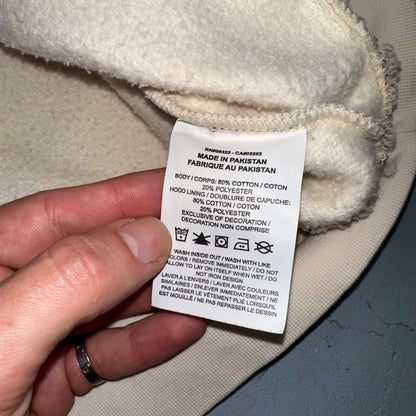 MADE IN PAKISTAN
FABRIQUE AU PAKISTAN
BODY / CORPS: 80% COTTON / COTON
20% POLYESTER
HOOD LINING / DOUBLURE DE CAPUCHE:
80% COTTON / COTON
20% POLYESTER
EXCLUSIVE OF DECORATION /
DECORATION NON COMPRISE
WASH INSIDE OUT / WASH WITH LIKE
COLORS / REMOVE IMMEDIATELY / DO NOT
ALLOW TO LAY ON ITSELF WHEN WET / DO
NOT IRON DESIGN
LAVER A L'ENVERS / LAVER AVEC COULEURS
SIMILAIRES / ENLEVER IMMEDIATEMENT / NE
PAS LAISSER LE VÊTEMENT PLIÉ LORSQU'IL
EST MOUILLÉ / NE PAS REPASSER LE DESSIN